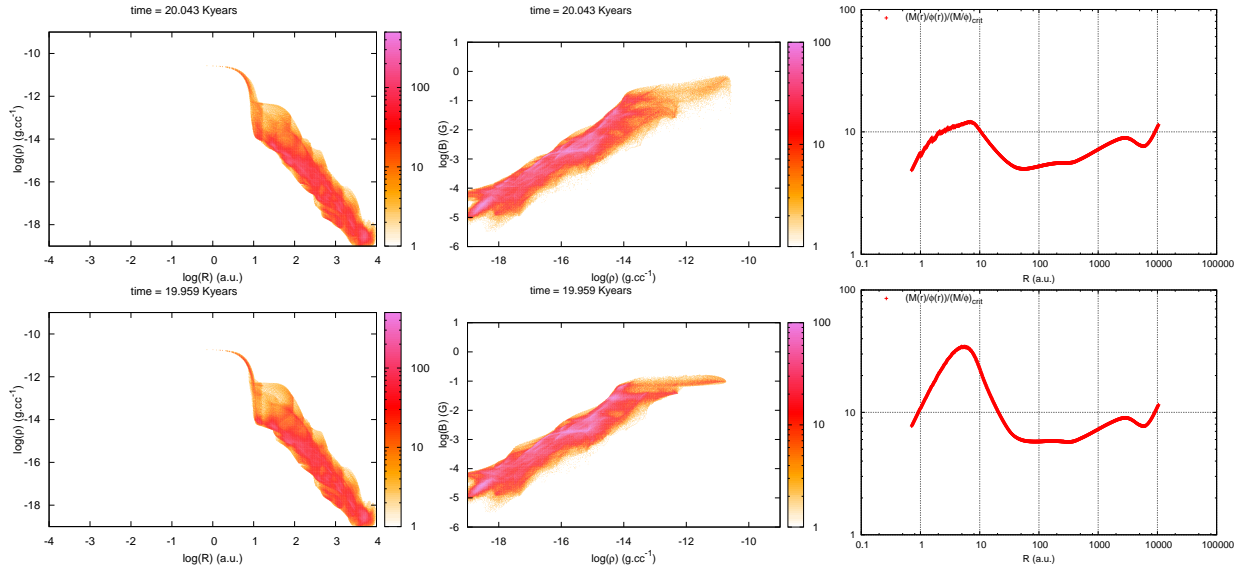 time = 20.043 Kyears
-10
-12
-14
-16
-18
log(ρ) (g.cc⁻¹)
-4 -3 -2 -1 0 1 2 3 4
log(R) (a.u.)
100
10
1
time = 20.043 Kyears
1
0
-1
-2
-3
-4
-5
-6
log(B) (G)
-18 -16 -14 -12 -10
log(ρ) (g.cc⁻¹)
100
10
1
(M(r)/ϕ(r))/(M/ϕ)crit
100
10
1
0.1 1 10 100 1000 10000 100000
R (a.u.)
time = 19.959 Kyears
-10
-12
-14
-16
-18
log(ρ) (g.cc⁻¹)
-4 -3 -2 -1 0 1 2 3 4
log(R) (a.u.)
100
10
1
time = 19.959 Kyears
1
0
-1
-2
-3
-4
-5
-6
log(B) (G)
-18 -16 -14 -12 -10
log(ρ) (g.cc⁻¹)
100
10
1
(M(r)/ϕ(r))/(M/ϕ)crit
100
10
1
0.1 1 10 100 1000 10000 100000
R (a.u.)